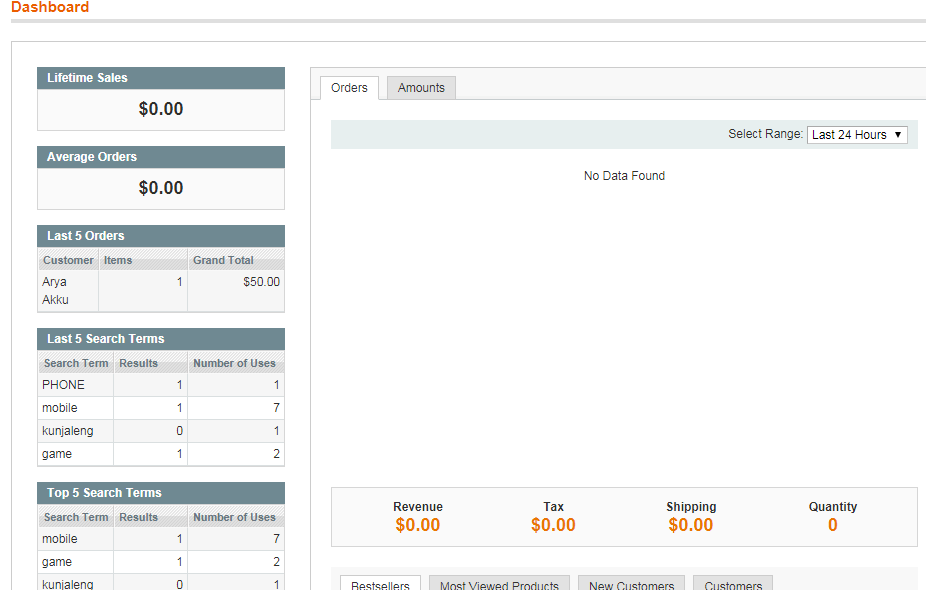 Dashboard
Lifetime Sales
$0.00
Average Orders
$0.00
Last 5 Orders
Customer Items Grand Total
Arya Akku 1 $50.00
Last 5 Search Terms
Search Term Results Number of Uses
PHONE 1 1
mobile 1 7
kunjaleng 0 1
game 1 2
Top 5 Search Terms
Search Term Results Number of Uses
mobile 1 7
game 1 2
kunjaleng 0 1
Orders Amounts
Select Range: Last 24 Hours ▼
No Data Found
Revenue Tax Shipping Quantity
$0.00 $0.00 $0.00 0
Bestsellers Most Viewed Products New Customers Customers